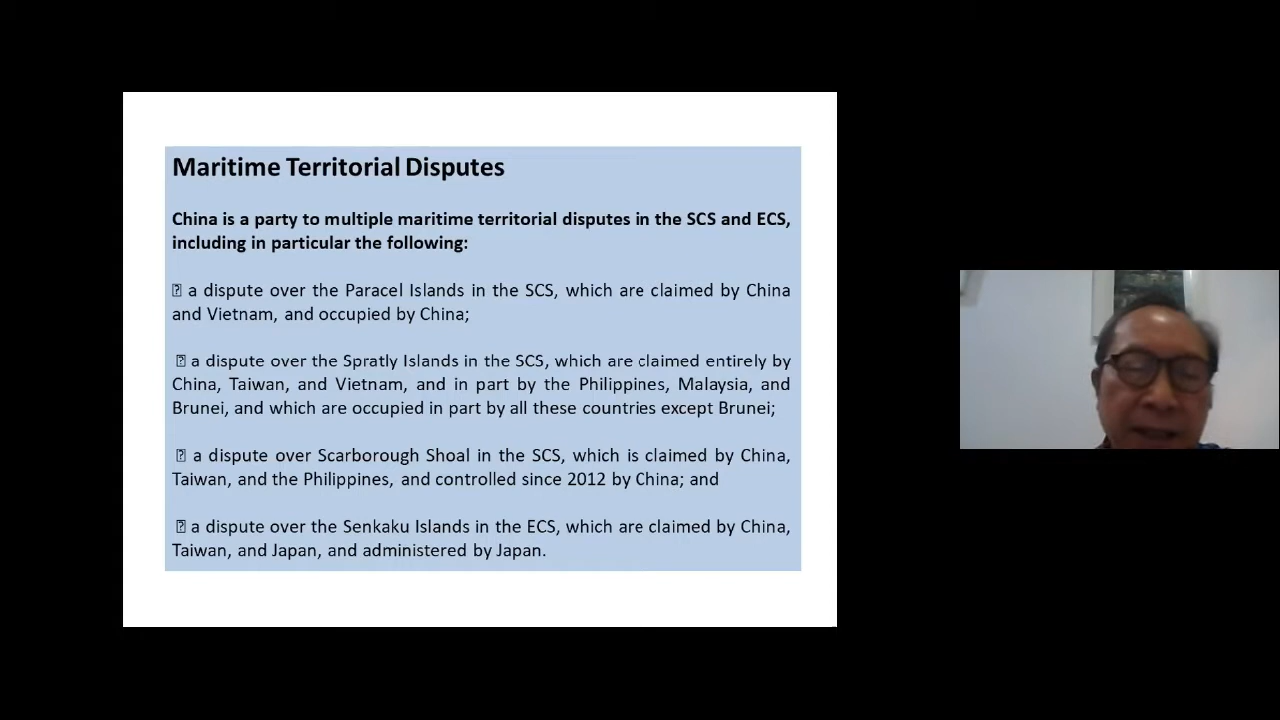 Maritime Territorial Disputes
China is a party to multiple maritime territorial disputes in the SCS and ECS,
including in particular the following:
⍰ a dispute over the Paracel Islands in the SCS, which are claimed by China
and Vietnam, and occupied by China;
⍰ a dispute over the Spratly Islands in the SCS, which are claimed entirely by
China, Taiwan, and Vietnam, and in part by the Philippines, Malaysia, and
Brunei, and which are occupied in part by all these countries except Brunei;
⍰ a dispute over Scarborough Shoal in the SCS, which is claimed by China,
Taiwan, and the Philippines, and controlled since 2012 by China; and
⍰ a dispute over the Senkaku Islands in the ECS, which are claimed by China,
Taiwan, and Japan, and administered by Japan.